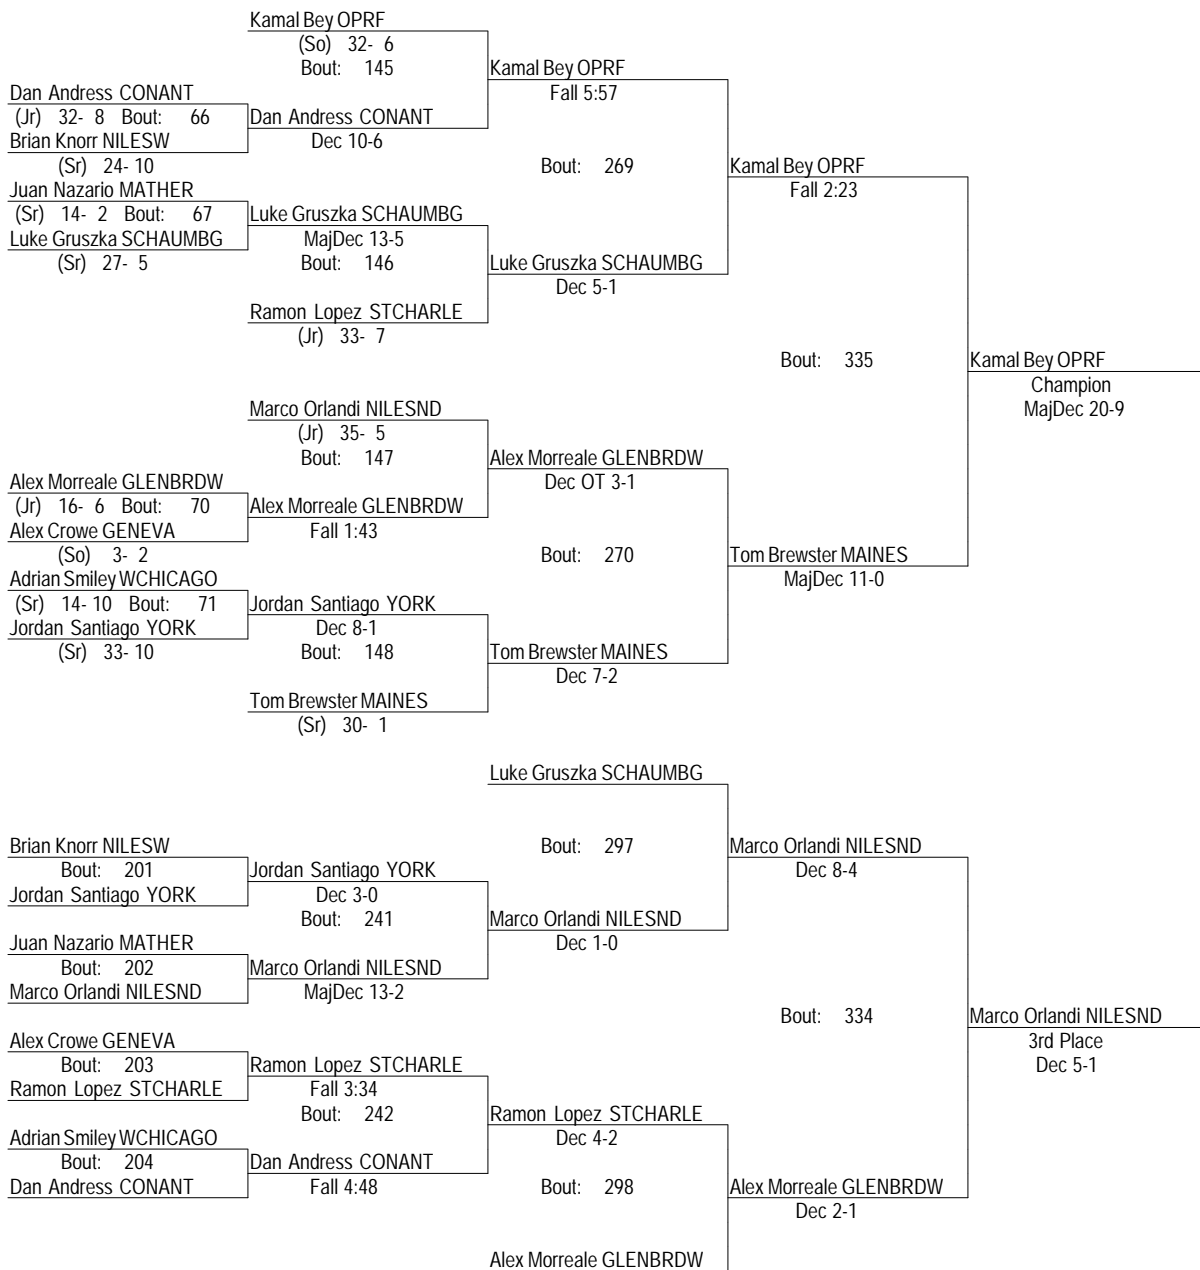 Kamal Bey OPRF
(So) 32- 6
Bout: 145
Kamal Bey OPRF
Fall 5:57
Dan Andress CONANT
(Jr) 32- 8 Bout: 66
Dan Andress CONANT
Brian Knorr NILESW
Dec 10-6
(Sr) 24- 10
Bout: 269
Kamal Bey OPRF
Juan Nazario MATHER
Fall 2:23
(Sr) 14- 2 Bout: 67
Luke Gruszka SCHAUMBG
Luke Gruszka SCHAUMBG
MajDec 13-5
(Sr) 27- 5
Bout: 146
Luke Gruszka SCHAUMBG
Dec 5-1
Ramon Lopez STCHARLE
(Jr) 33- 7
Bout: 335
Kamal Bey OPRF
Champion
MajDec 20-9
Marco Orlandi NILESND
(Jr) 35- 5
Bout: 147
Alex Morreale GLENBRDW
Dec OT 3-1
Alex Morreale GLENBRDW
(Jr) 16- 6 Bout: 70
Alex Morreale GLENBRDW
Alex Crowe GENEVA
Fall 1:43
(So) 3- 2
Bout: 270
Tom Brewster MAINES
Adrian Smiley WCHICAGO
MajDec 11-0
(Sr) 14- 10 Bout: 71
Jordan Santiago YORK
Jordan Santiago YORK
Dec 8-1
(Sr) 33- 10
Bout: 148
Tom Brewster MAINES
Dec 7-2
Tom Brewster MAINES
(Sr) 30- 1
Luke Gruszka SCHAUMBG
Brian Knorr NILESW
Bout: 297
Marco Orlandi NILESND
Bout: 201
Jordan Santiago YORK
Dec 8-4
Jordan Santiago YORK
Dec 3-0
Bout: 241
Marco Orlandi NILESND
Juan Nazario MATHER
Dec 1-0
Bout: 202
Marco Orlandi NILESND
Marco Orlandi NILESND
MajDec 13-2
Bout: 334
Marco Orlandi NILESND
Alex Crowe GENEVA
3rd Place
Bout: 203
Ramon Lopez STCHARLE
Dec 5-1
Ramon Lopez STCHARLE
Fall 3:34
Bout: 242
Ramon Lopez STCHARLE
Adrian Smiley WCHICAGO
Dec 4-2
Bout: 204
Dan Andress CONANT
Dan Andress CONANT
Fall 4:48
Bout: 298
Alex Morreale GLENBRDW
Dec 2-1
Alex Morreale GLENBRDW